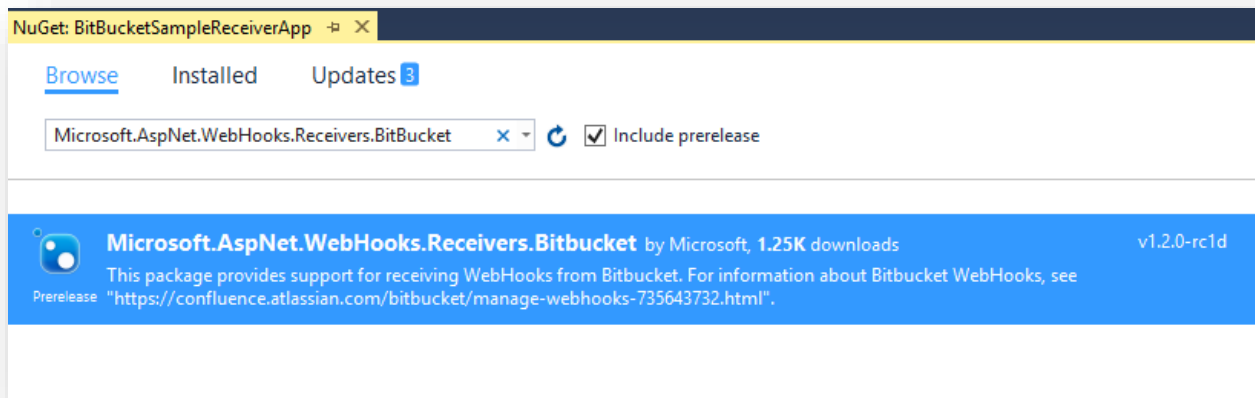 NuGet: BitBucketSampleReceiverApp
Browse Installed Updates 3
Microsoft.AspNet.WebHooks.Receivers.BitBucket Include prerelease
Microsoft.AspNet.WebHooks.Receivers.Bitbucket by Microsoft, 1.25K downloads v1.2.0-rc1d
This package provides support for receiving WebHooks from Bitbucket. For information about Bitbucket WebHooks, see
Prerelease "https://confluence.atlassian.com/bitbucket/manage-webhooks-735643732.html".